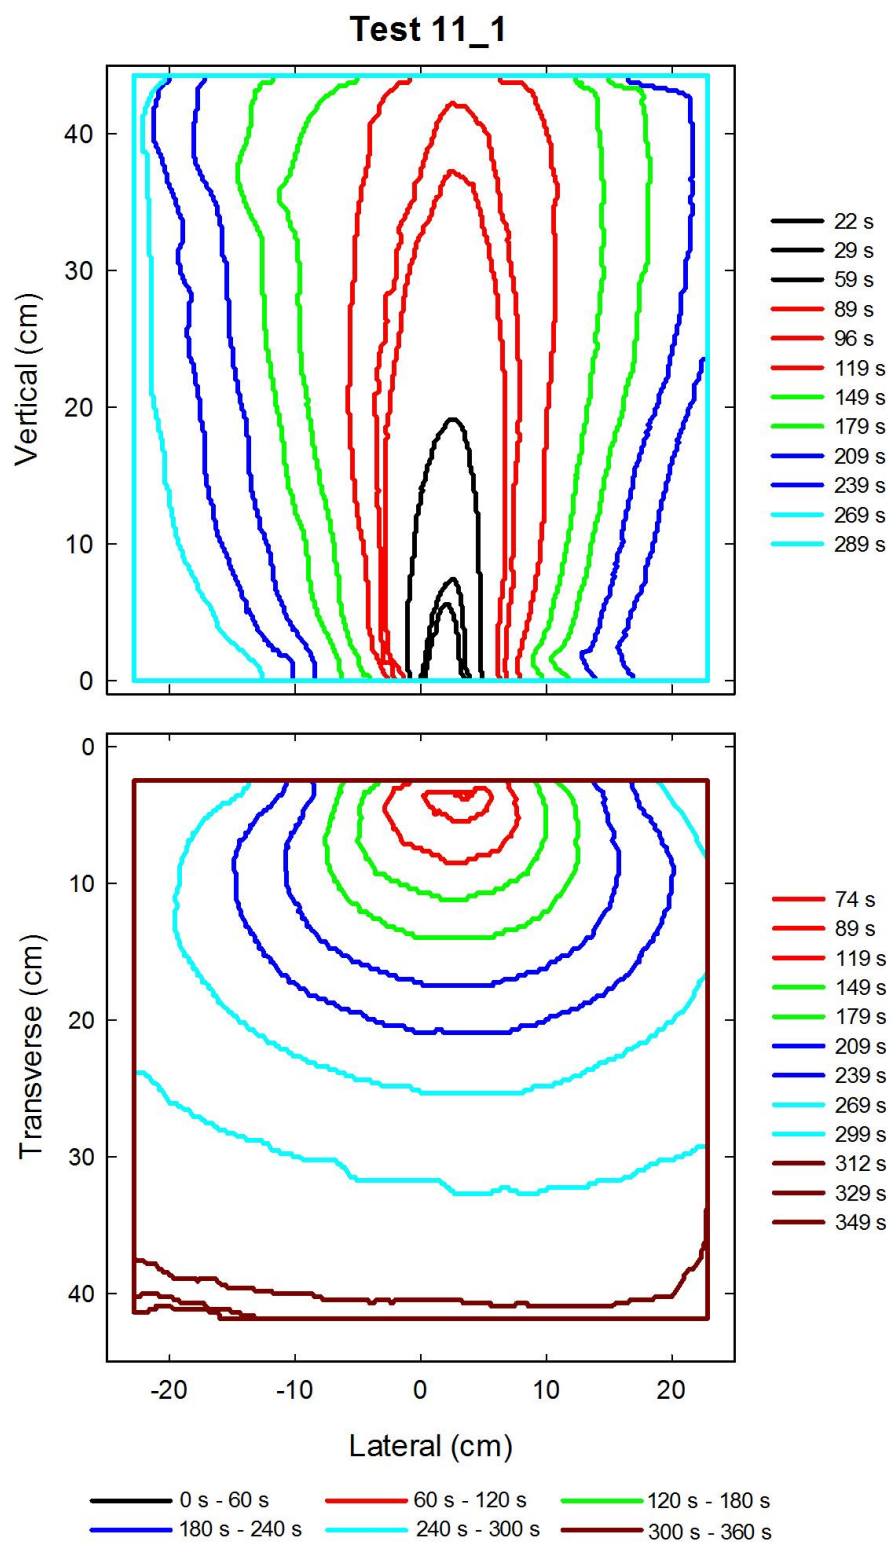 Test 11_1
40
30
20
10
0
Vertical (cm)
22 s
29 s
59 s
89 s
96 s
119 s
149 s
179 s
209 s
239 s
269 s
289 s
0
10
20
30
40
Transverse (cm)
74 s
89 s
119 s
149 s
179 s
209 s
239 s
269 s
299 s
312 s
329 s
349 s
-20 -10 0 10 20
Lateral (cm)
0 s - 60 s 60 s - 120 s 120 s - 180 s
180 s - 240 s 240 s - 300 s 300 s - 360 s